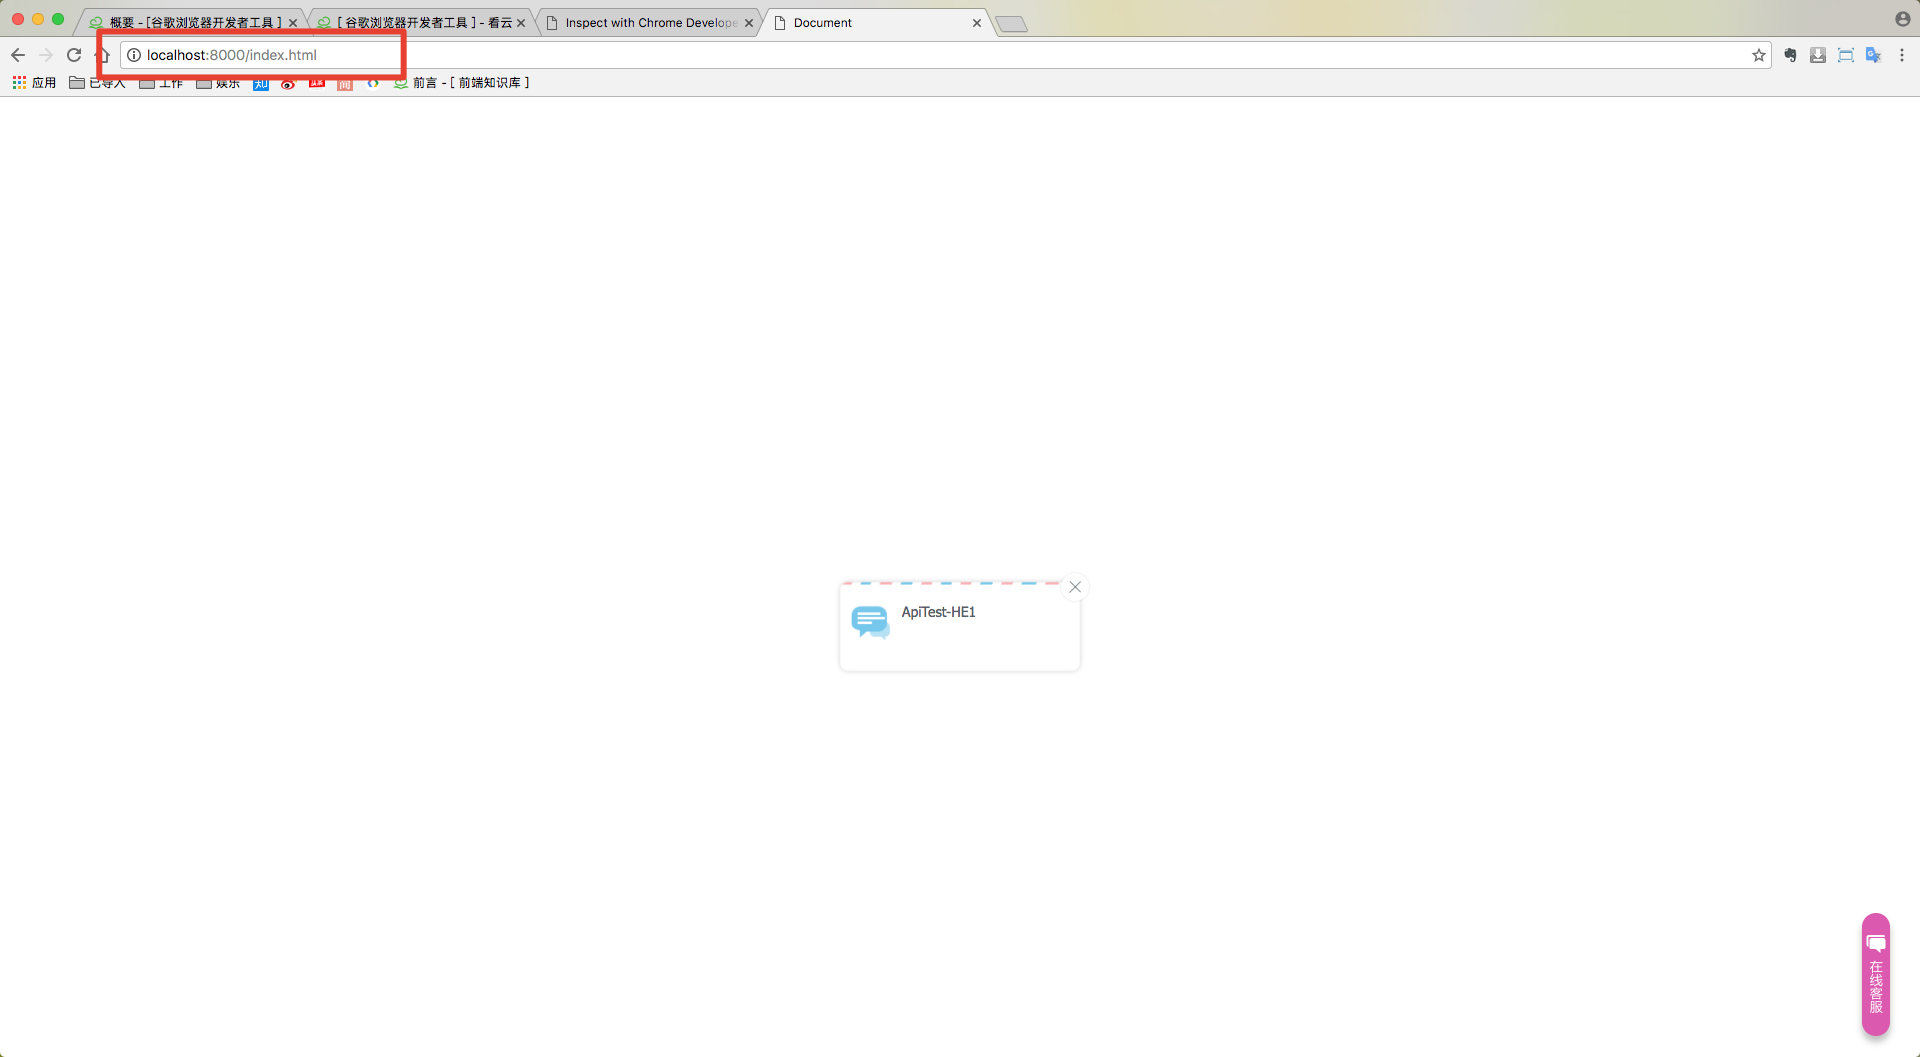 概要 - [谷歌浏览器开发者工具 ]
[ 谷歌浏览器开发者工具 ] - 看云
Inspect with Chrome Develope
Document
localhost:8000/index.html
应用
已导入
工作
娱乐
知
简
前言 - [ 前端知识库 ]
ApiTest-HE1
在线客服